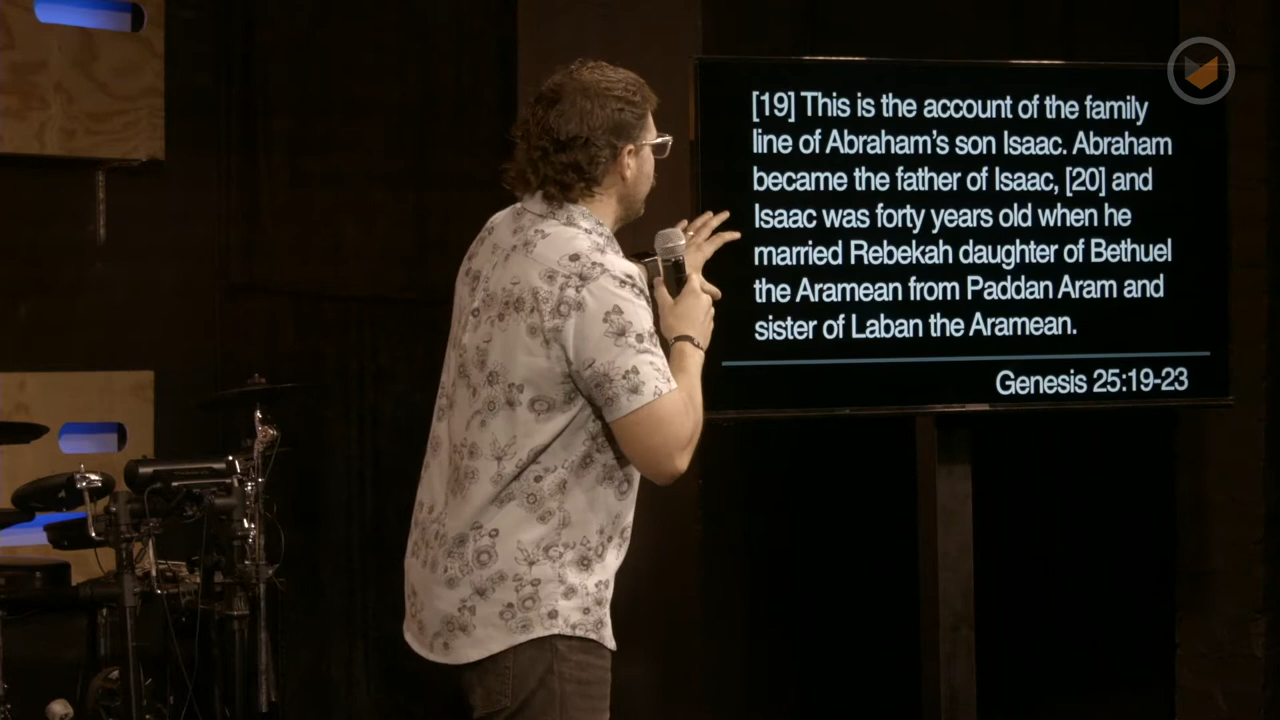 [19] This is the account of the family
line of Abraham’s son Isaac. Abraham
became the father of Isaac, [20] and
Isaac was forty years old when he
married Rebekah daughter of Bethuel
the Aramean from Paddan Aram and
sister of Laban the Aramean.
Genesis 25:19-23